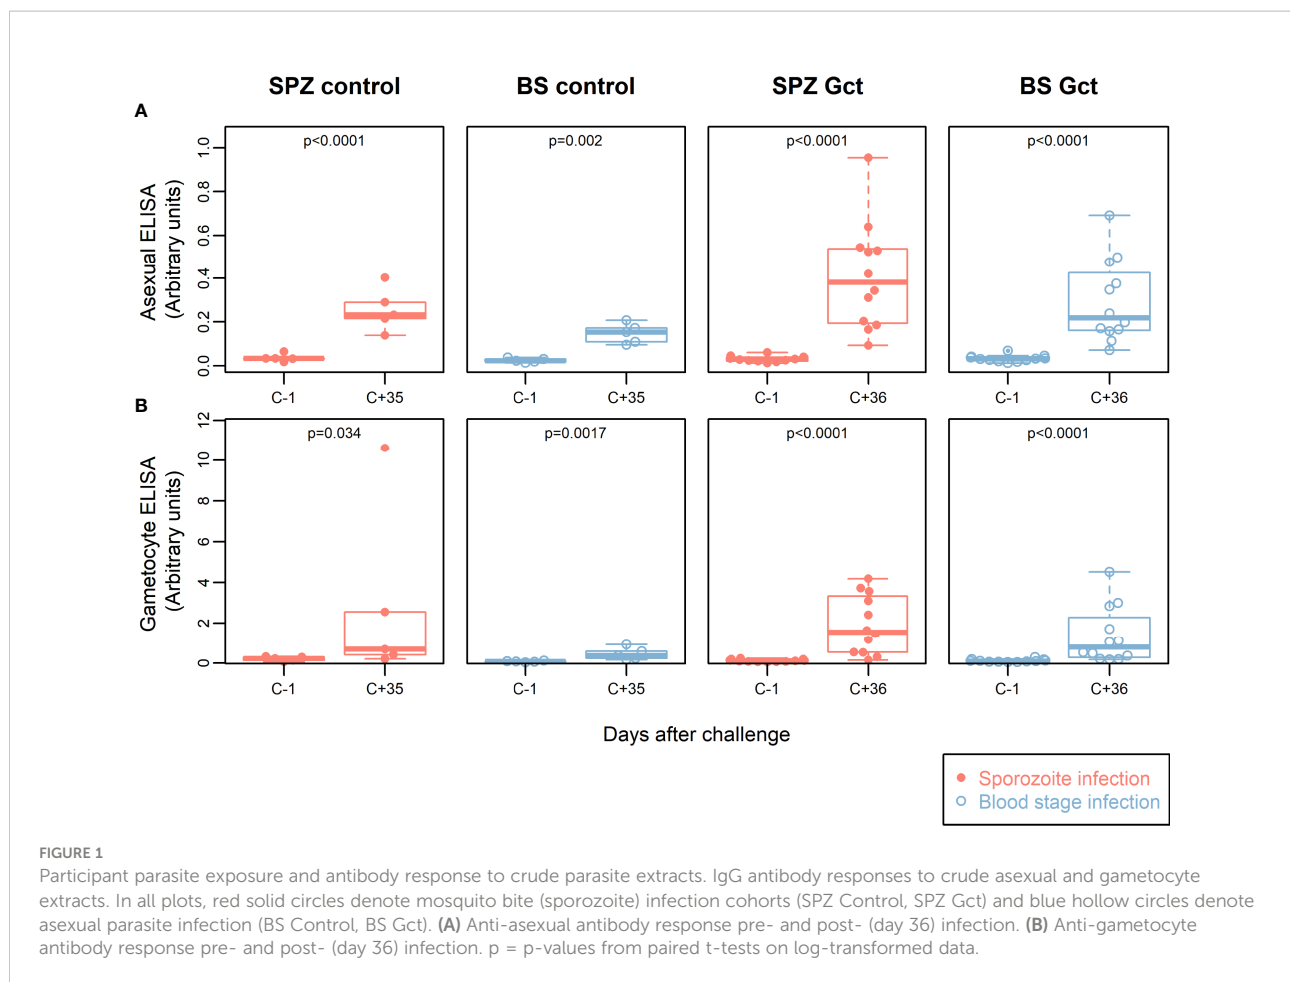 SPZ control BS control SPZ Gct BS Gct
A
Asexual ELISA
(Arbitrary units)
1.0
0.8
0.6
0.4
0.2
0.0
p<0.0001 p=0.002 p<0.0001 p<0.0001
C-1 C+35 C-1 C+35 C-1 C+36 C-1 C+36
B
Gametocyte ELISA
(Arbitrary units)
12
10
8
6
4
2
0
p=0.034 p=0.0017 p<0.0001 p<0.0001
C-1 C+35 C-1 C+35 C-1 C+36 C-1 C+36
Days after challenge
Sporozoite infection
Blood stage infection
FIGURE 1
Participant parasite exposure and antibody response to crude parasite extracts. IgG antibody responses to crude asexual and gametocyte
extracts. In all plots, red solid circles denote mosquito bite (sporozoite) infection cohorts (SPZ Control, SPZ Gct) and blue hollow circles denote
asexual parasite infection (BS Control, BS Gct). (A) Anti-asexual antibody response pre- and post- (day 36) infection. (B) Anti-gametocyte
antibody response pre- and post- (day 36) infection. p = p-values from paired t-tests on log-transformed data.